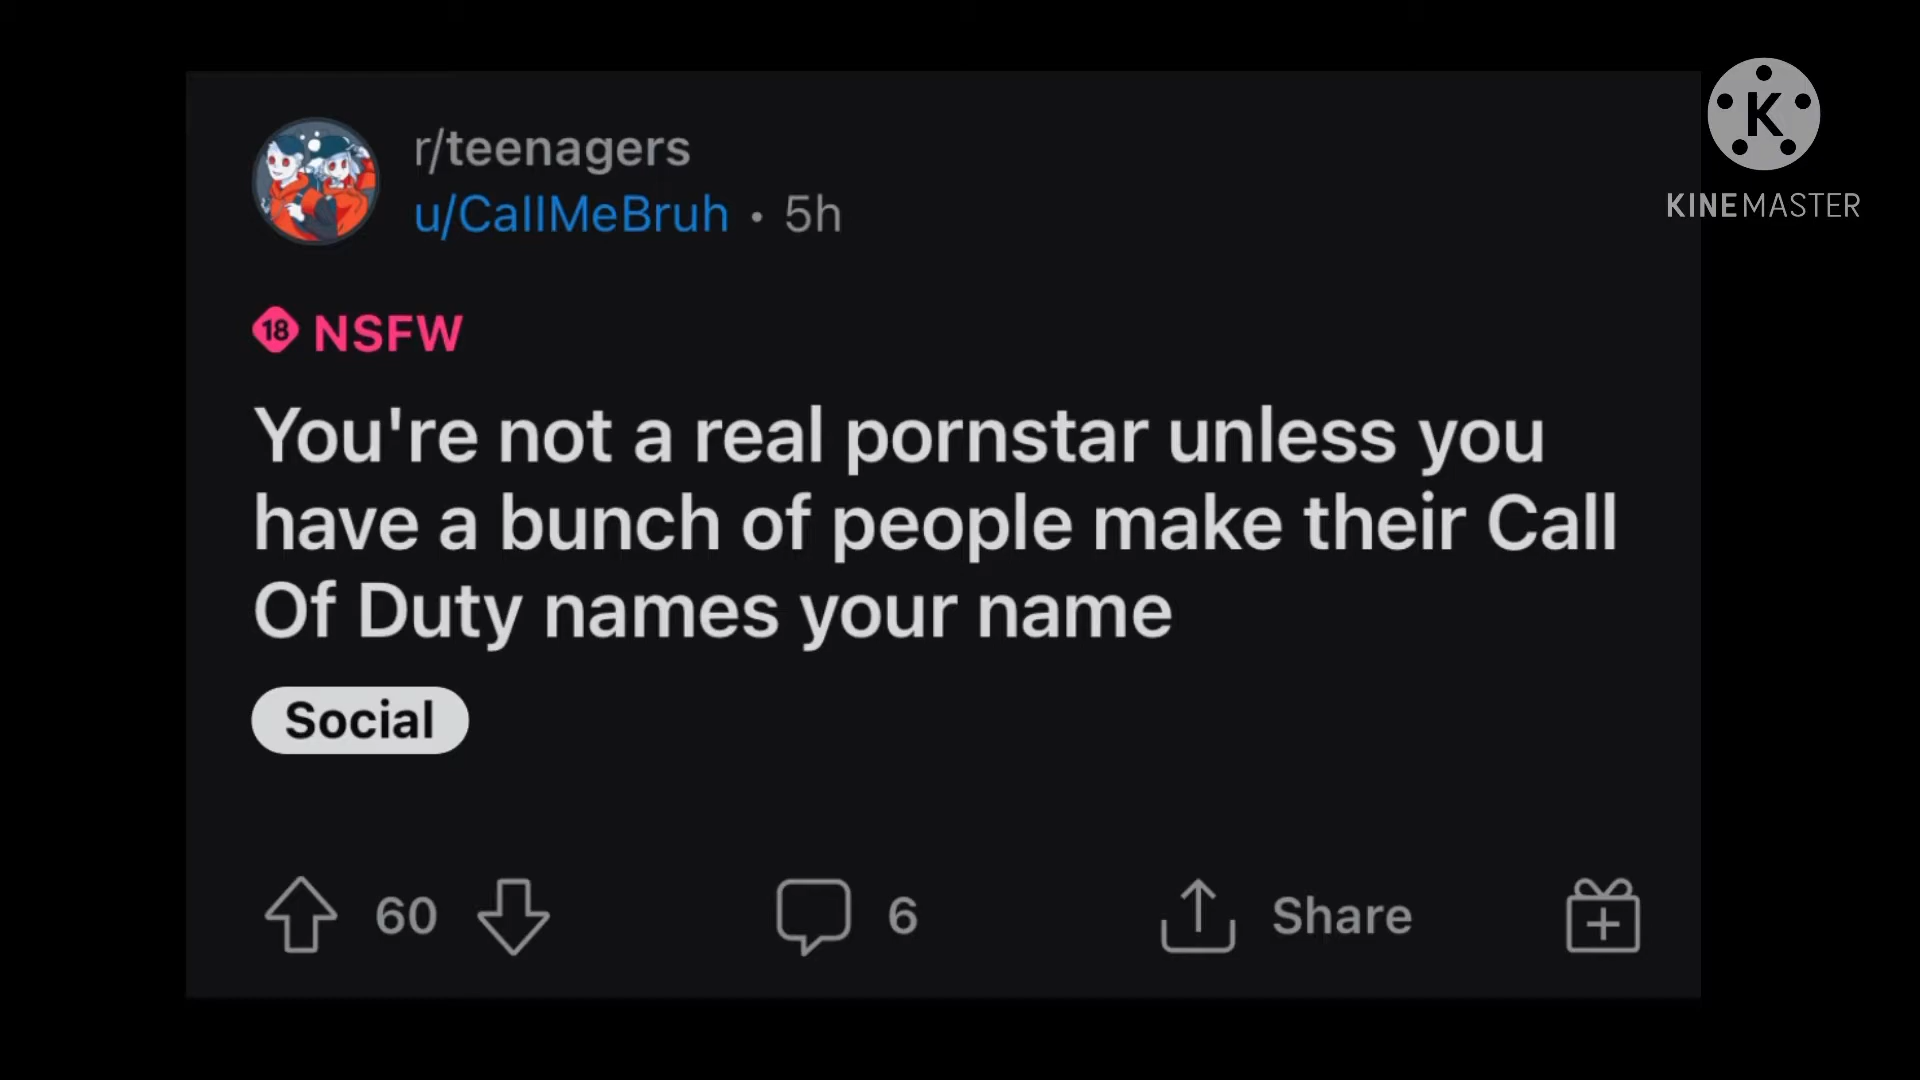 r/teenagers
u/CallMeBruh • 5h
K
KINEMASTER
18 NSFW
You're not a real pornstar unless you
have a bunch of people make their Call
Of Duty names your name
Social
60
6
Share